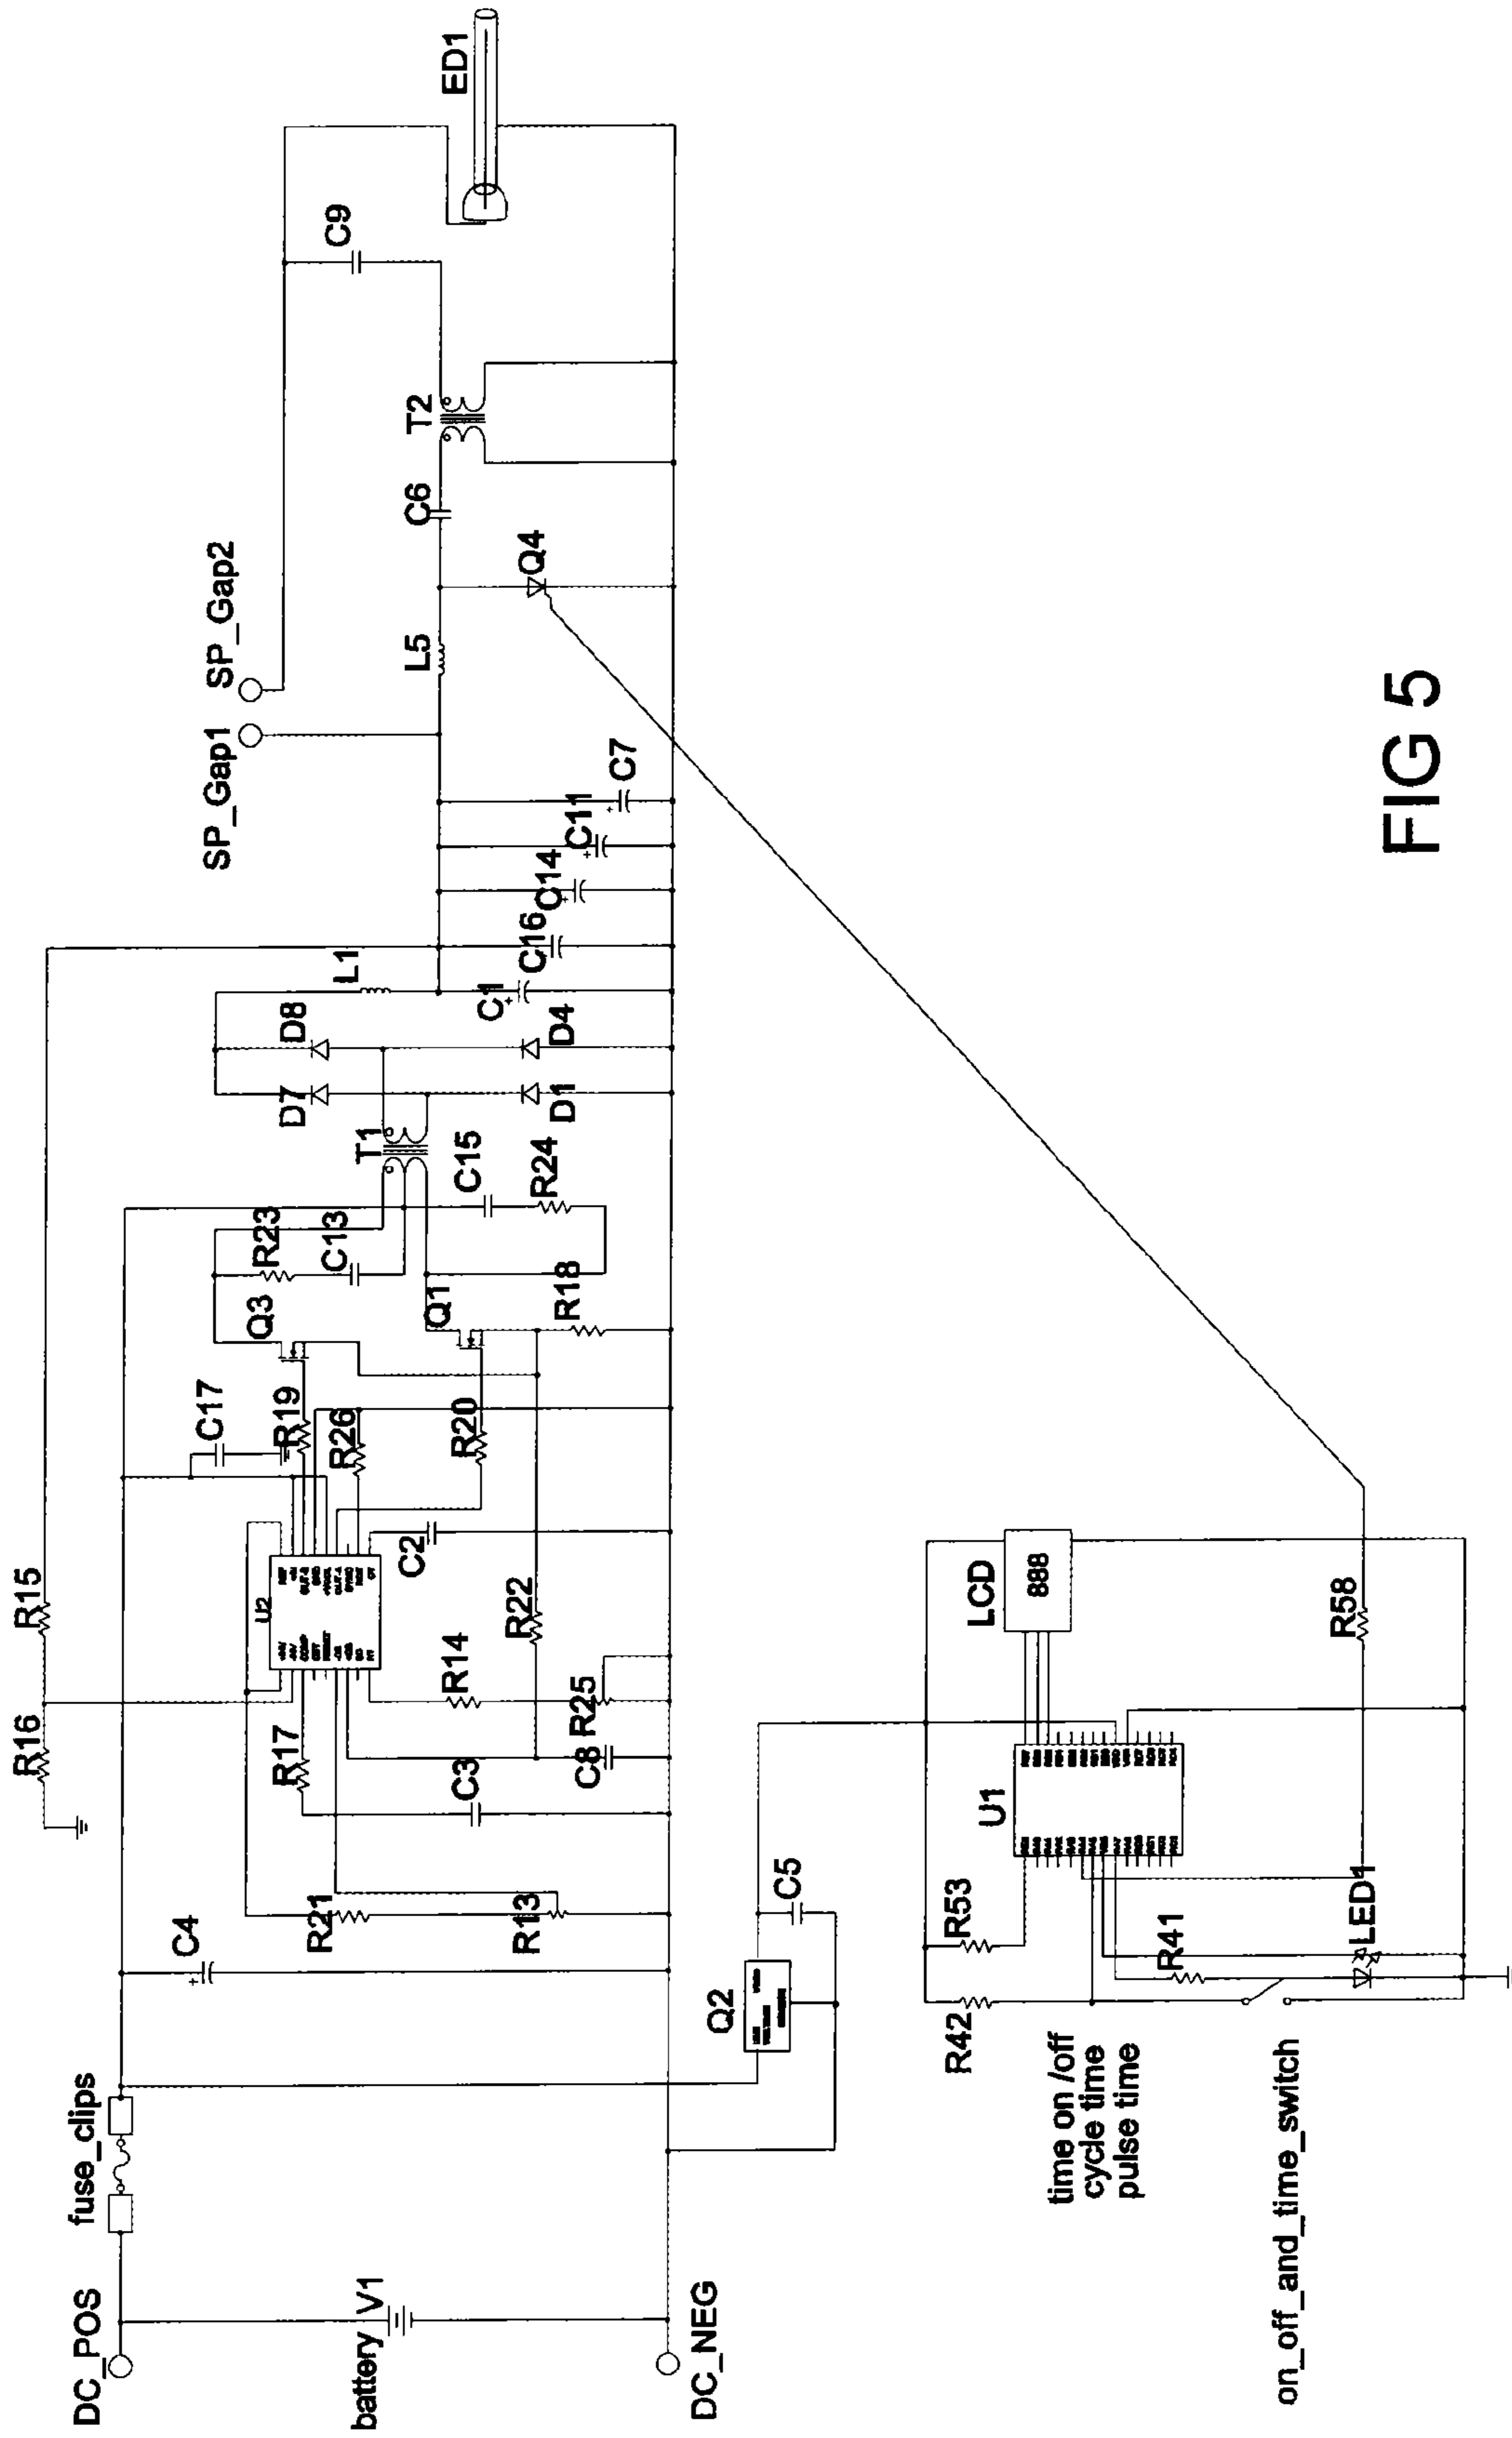 DC_POS
fuse_clips
battery_V1
DC_NEG
C4
R16
R15
R21
R13
R17
C3
C8
R25
R14
R22
U2
C2
C17
R19
R26
R20
Q3
Q1
R18
R23
C13
C15
R24
T1
D7
D8
D1
D4
L1
C1
C16
C14
C11
C7
SP_Gap1
SP_Gap2
L5
Q4
C6
T2
C9
ED1
Q2
C5
R42
R53
U1
LCD
888
R58
R41
LED1
time on /off
cycle time
pulse time
on_off_and_time_switch
FIG 5